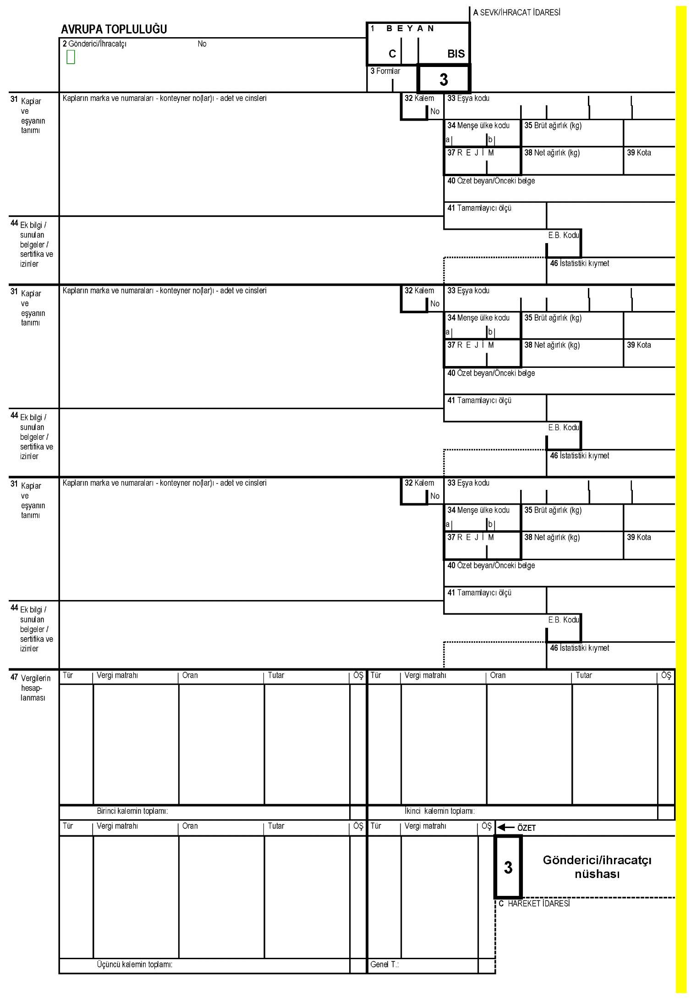 A SEVK/İHRACAT İDARESİ
AVRUPA TOPLULUĞU
1 B E Y A N
2 Gönderici/İhracatçı No
C BIS
3 Formlar
3
31 Kaplar ve eşyanın tanımı
Kapların marka ve numaraları - konteyner no(lar)ı - adet ve cinsleri
32 Kalem No
33 Eşya kodu
34 Menşe ülke kodu
a b
35 Brüt ağırlık (kg)
37 R E J İ M
38 Net ağırlık (kg)
39 Kota
40 Özet beyan/Önceki belge
41 Tamamlayıcı ölçü
44 Ek bilgi / sunulan belgeler / sertifika ve izinler
E.B. Kodu
46 İstatistiki kıymet
31 Kaplar ve eşyanın tanımı
Kapların marka ve numaraları - konteyner no(lar)ı - adet ve cinsleri
32 Kalem No
33 Eşya kodu
34 Menşe ülke kodu
a b
35 Brüt ağırlık (kg)
37 R E J İ M
38 Net ağırlık (kg)
39 Kota
40 Özet beyan/Önceki belge
41 Tamamlayıcı ölçü
44 Ek bilgi / sunulan belgeler / sertifika ve izinler
E.B. Kodu
46 İstatistiki kıymet
31 Kaplar ve eşyanın tanımı
Kapların marka ve numaraları - konteyner no(lar)ı - adet ve cinsleri
32 Kalem No
33 Eşya kodu
34 Menşe ülke kodu
a b
35 Brüt ağırlık (kg)
37 R E J İ M
38 Net ağırlık (kg)
39 Kota
40 Özet beyan/Önceki belge
41 Tamamlayıcı ölçü
44 Ek bilgi / sunulan belgeler / sertifika ve izinler
E.B. Kodu
46 İstatistiki kıymet
47 Vergilerin hesap-lanması
Tür Vergi matrahı Oran Tutar ÖŞ Tür Vergi matrahı Oran Tutar ÖŞ
Birinci kalemin toplamı: İkinci kalemin toplamı:
Tür Vergi matrahı Oran Tutar ÖŞ Tür Vergi matrahı ÖŞ ÖZET
3
Gönderici/ihracatçı
nüshası
C HAREKET İDARESİ
Üçüncü kalemin toplamı: Genel T.: